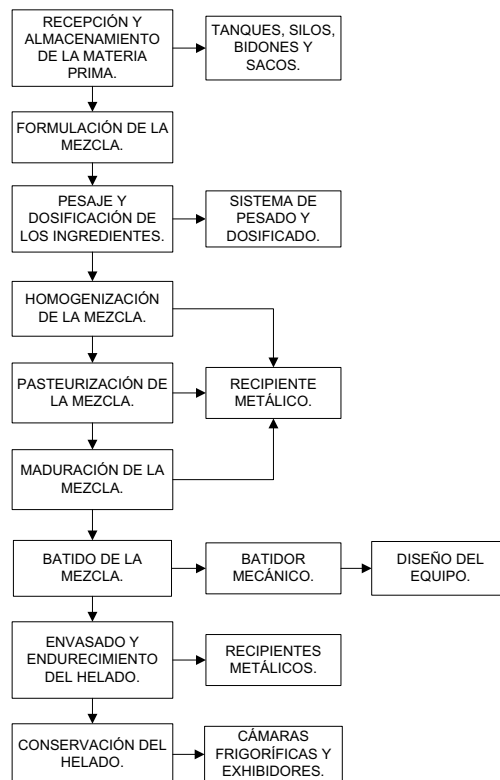 RECEPCIÓN Y
ALMACENAMIENTO
DE LA MATERIA
PRIMA.
TANQUES, SILOS,
BIDONES Y
SACOS.
FORMULACIÓN DE LA
MEZCLA.
PESAJE Y
DOSIFICACIÓN DE
LOS INGREDIENTES.
SISTEMA DE
PESADO Y
DOSIFICADO.
HOMOGENIZACIÓN
DE LA MEZCLA.
PASTEURIZACIÓN DE
LA MEZCLA.
RECIPIENTE
METÁLICO.
MADURACIÓN DE LA
MEZCLA.
BATIDO DE LA
MEZCLA.
BATIDOR
MECÁNICO.
DISEÑO DEL
EQUIPO.
ENVASADO Y
ENDURECIMIENTO
DEL HELADO.
RECIPIENTES
METÁLICOS.
CONSERVACIÓN DEL
HELADO.
CÁMARAS
FRIGORÍFICAS Y
EXHIBIDORES.